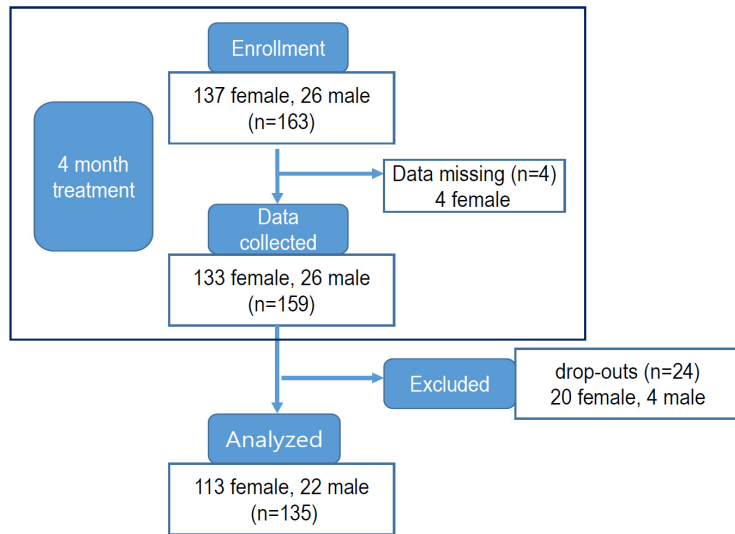 Enrollment
137 female, 26 male
(n=163)
4 month
treatment
Data missing (n=4)
4 female
Data
collected
133 female, 26 male
(n=159)
Excluded
drop-outs (n=24)
20 female, 4 male
Analyzed
113 female, 22 male
(n=135)